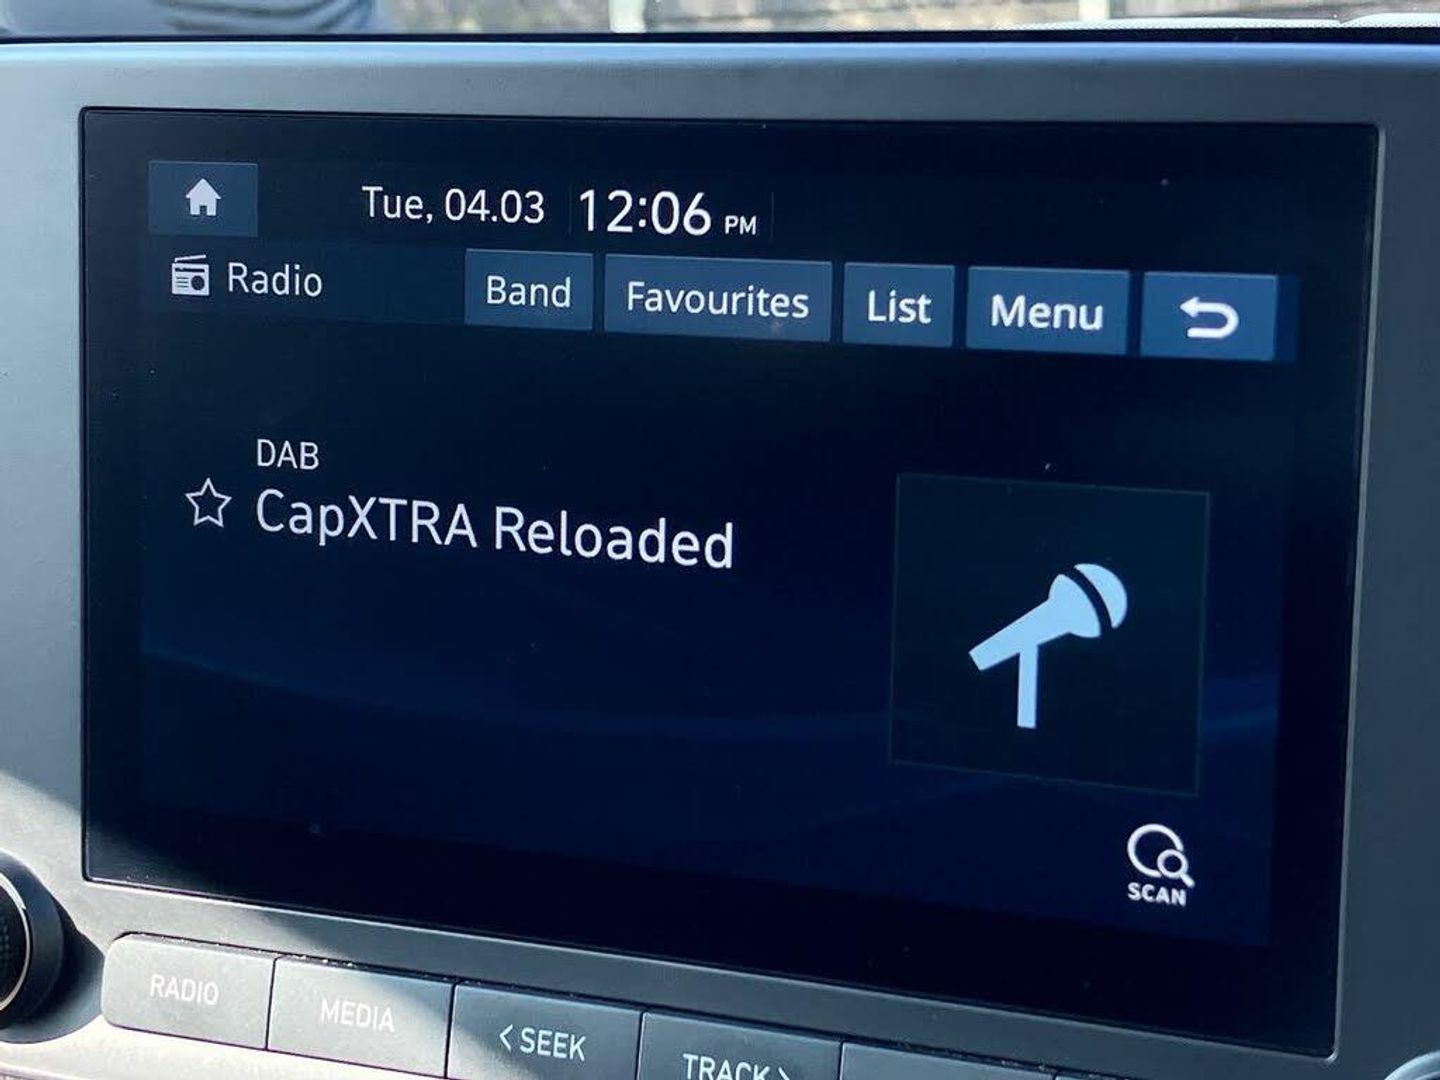 Tue, 04.03 12:06 PM
Radio Band Favourites List Menu
DAB
CapXTRA Reloaded
SCAN
RADIO MEDIA < SEEK TRACK >